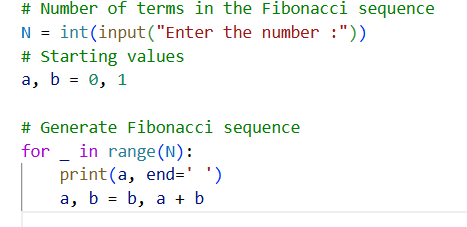 # Number of terms in the Fibonacci sequence
N = int(input("Enter the number :"))
# Starting values
a, b = 0, 1

# Generate Fibonacci sequence
for _ in range(N):
    print(a, end=' ')
    a, b = b, a + b